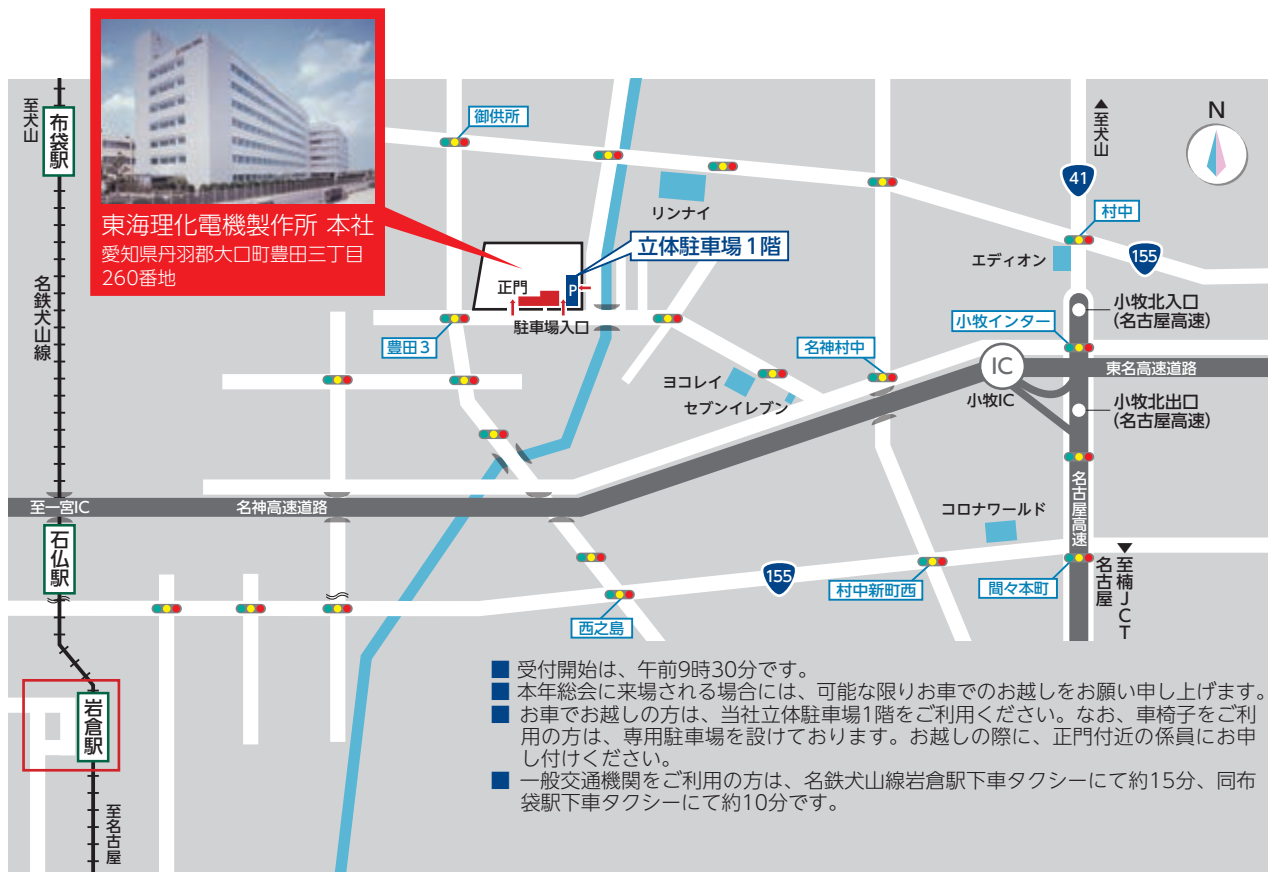 東海理化電機製作所 本社
愛知県丹羽郡大口町豊田三丁目
260番地
至犬山
布袋駅
名鉄犬山線
御供所
リンナイ
立体駐車場1階
正門
P
駐車場入口
豊田3
ヨコレイ
セブンイレブン
名神村中
N
至犬山
41
村中
155
エディオン
小牧北入口
(名古屋高速)
小牧インター
IC
小牧IC
東名高速道路
小牧北出口
(名古屋高速)
名古屋高速
至一宮IC
名神高速道路
石仏駅
コロナワールド
155
村中新町西
間々本町
至楠JCT
名古屋
西之島
岩倉駅
至名古屋
■ 受付開始は、午前9時30分です。
■ 本年総会に来場される場合には、可能な限りお車でのお越しをお願い申し上げます。
■ お車でお越しの方は、当社立体駐車場1階をご利用ください。なお、車椅子をご利
用の方は、専用駐車場を設けております。お越しの際に、正門付近の係員にお申
し付けください。
■ 一般交通機関をご利用の方は、名鉄犬山線岩倉駅下車タクシーにて約15分、同布
袋駅下車タクシーにて約10分です。